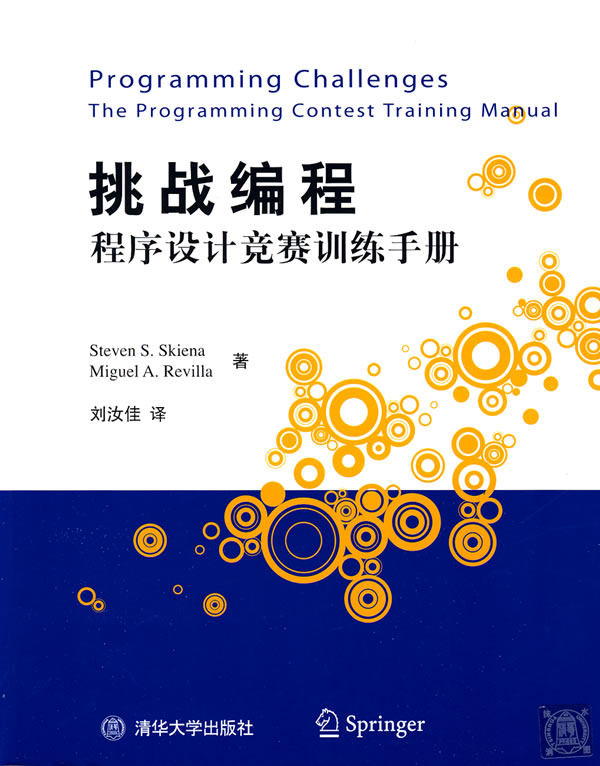 Programming Challenges
The Programming Contest Training Manual
挑战编程
程序设计竞赛训练手册
Steven S. Skiena
Miguel A. Revilla
著
刘汝佳 译
清华大学出版社
Springer